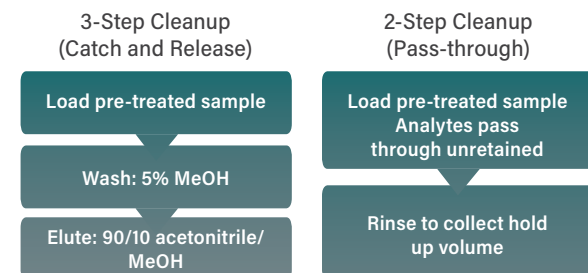 3-Step Cleanup
(Catch and Release)
Load pre-treated sample
Wash: 5% MeOH
Elute: 90/10 acetonitrile/
MeOH
2-Step Cleanup
(Pass-through)
Load pre-treated sample
Analytes pass
through unretained
Rinse to collect hold
up volume